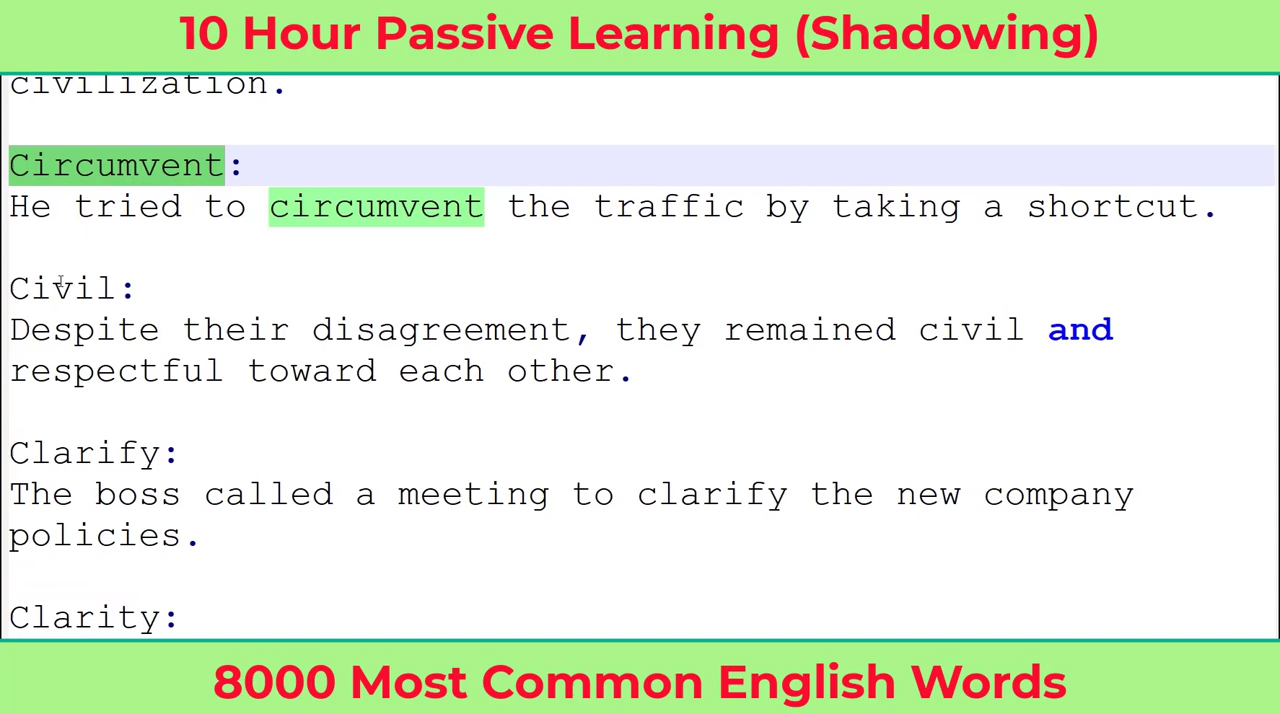 10 Hour Passive Learning (Shadowing)
civilization.
Circumvent:
He tried to circumvent the traffic by taking a shortcut.
Civil:
Despite their disagreement, they remained civil and
respectful toward each other.
Clarify:
The boss called a meeting to clarify the new company
policies.
Clarity:
8000 Most Common English Words